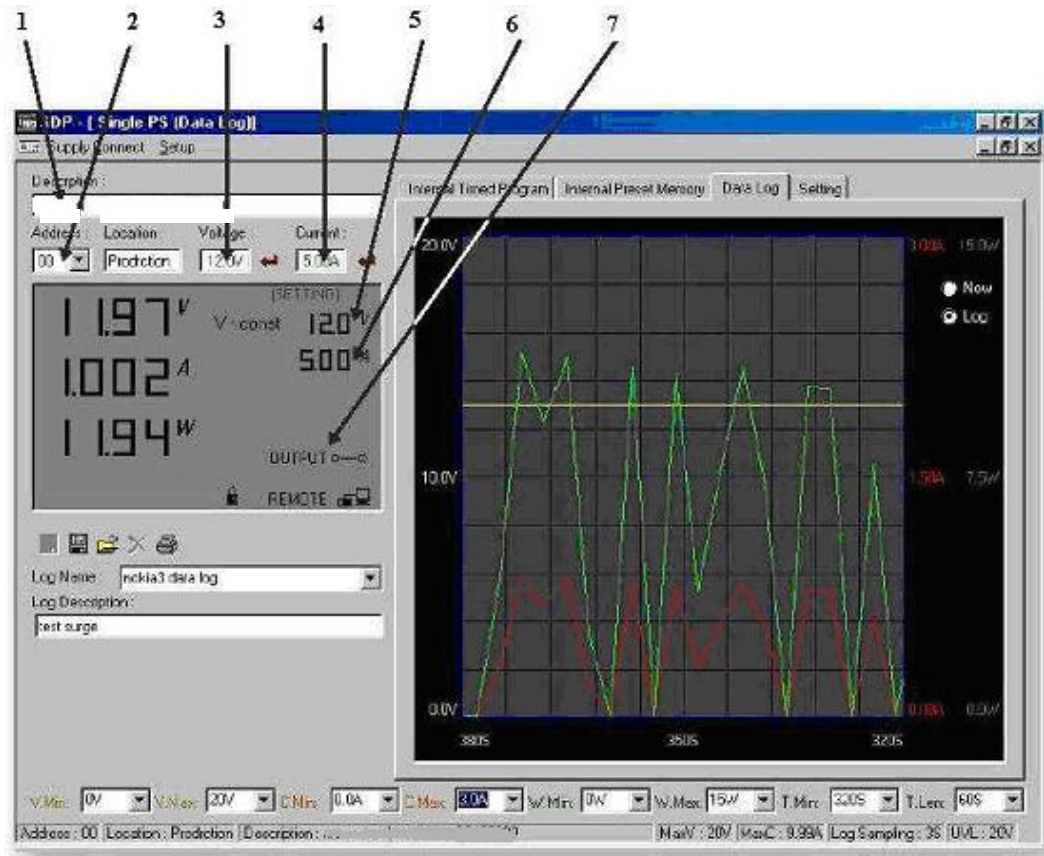 1 2 3 4 5 6 7
SDP - [ Single PS (Data Log)]
Supply Connect Setup
Description :
Internal Timed Program Internal Preset Memory Data Log Setting
Address : Location : Voltage : Current :
00 Prodrction 12.0V 5.00A
(SETTING)
11.97 V V - const 12.0 V
1.002 A 5.00 A
11.94 W
OUTPUT
REMOTE
Log Name : nokia3 data log
Log Description :
test surge
20.0V 3.00A 15.0W
Now
Log
10.0V 1.50A 7.5W
0.0V 0.00A 0.0W
380S 350S 320S
V.Min: 0V V.Max: 20V C.Min: 0.0A C.Max: 3.0A W.Min: 0W W.Max: 15W T.Min: 320S T.Len: 60S
Address : 00 Location : Prodrction Description : MaxV : 20V MaxC : 9.99A Log Sampling : 3S UVL : 20V